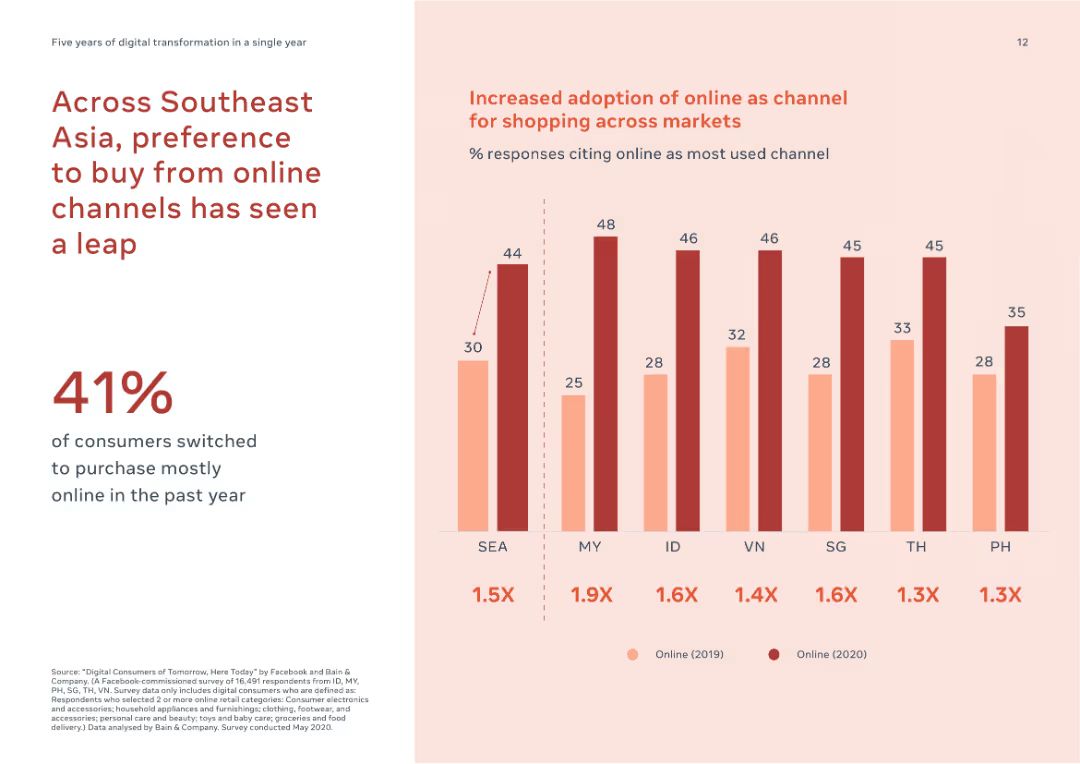 Five years of digital transformation in a single year
12
Across Southeast
Asia, preference
to buy from online
channels has seen
a leap
41%
of consumers switched
to purchase mostly
online in the past year
Source: "Digital Consumers of Tomorrow, Here Today" by Facebook and Bain &
Company. (A Facebook-commissioned survey of 16,491 respondents from ID, MY,
PH, SG, TH, VN. Survey data only includes digital consumers who are defined as:
Respondents who selected 2 or more online retail categories: Consumer electronics
and accessories; household appliances and furnishings; clothing, footwear, and
accessories; personal care and beauty; toys and baby care; groceries and food
delivery.) Data analysed by Bain & Company. Survey conducted May 2020.
Increased adoption of online as channel
for shopping across markets
% responses citing online as most used channel
30 44 25 48 28 46 32 46 28 45 33 45 28 35
SEA MY ID VN SG TH PH
1.5X 1.9X 1.6X 1.4X 1.6X 1.3X 1.3X
Online (2019) Online (2020)